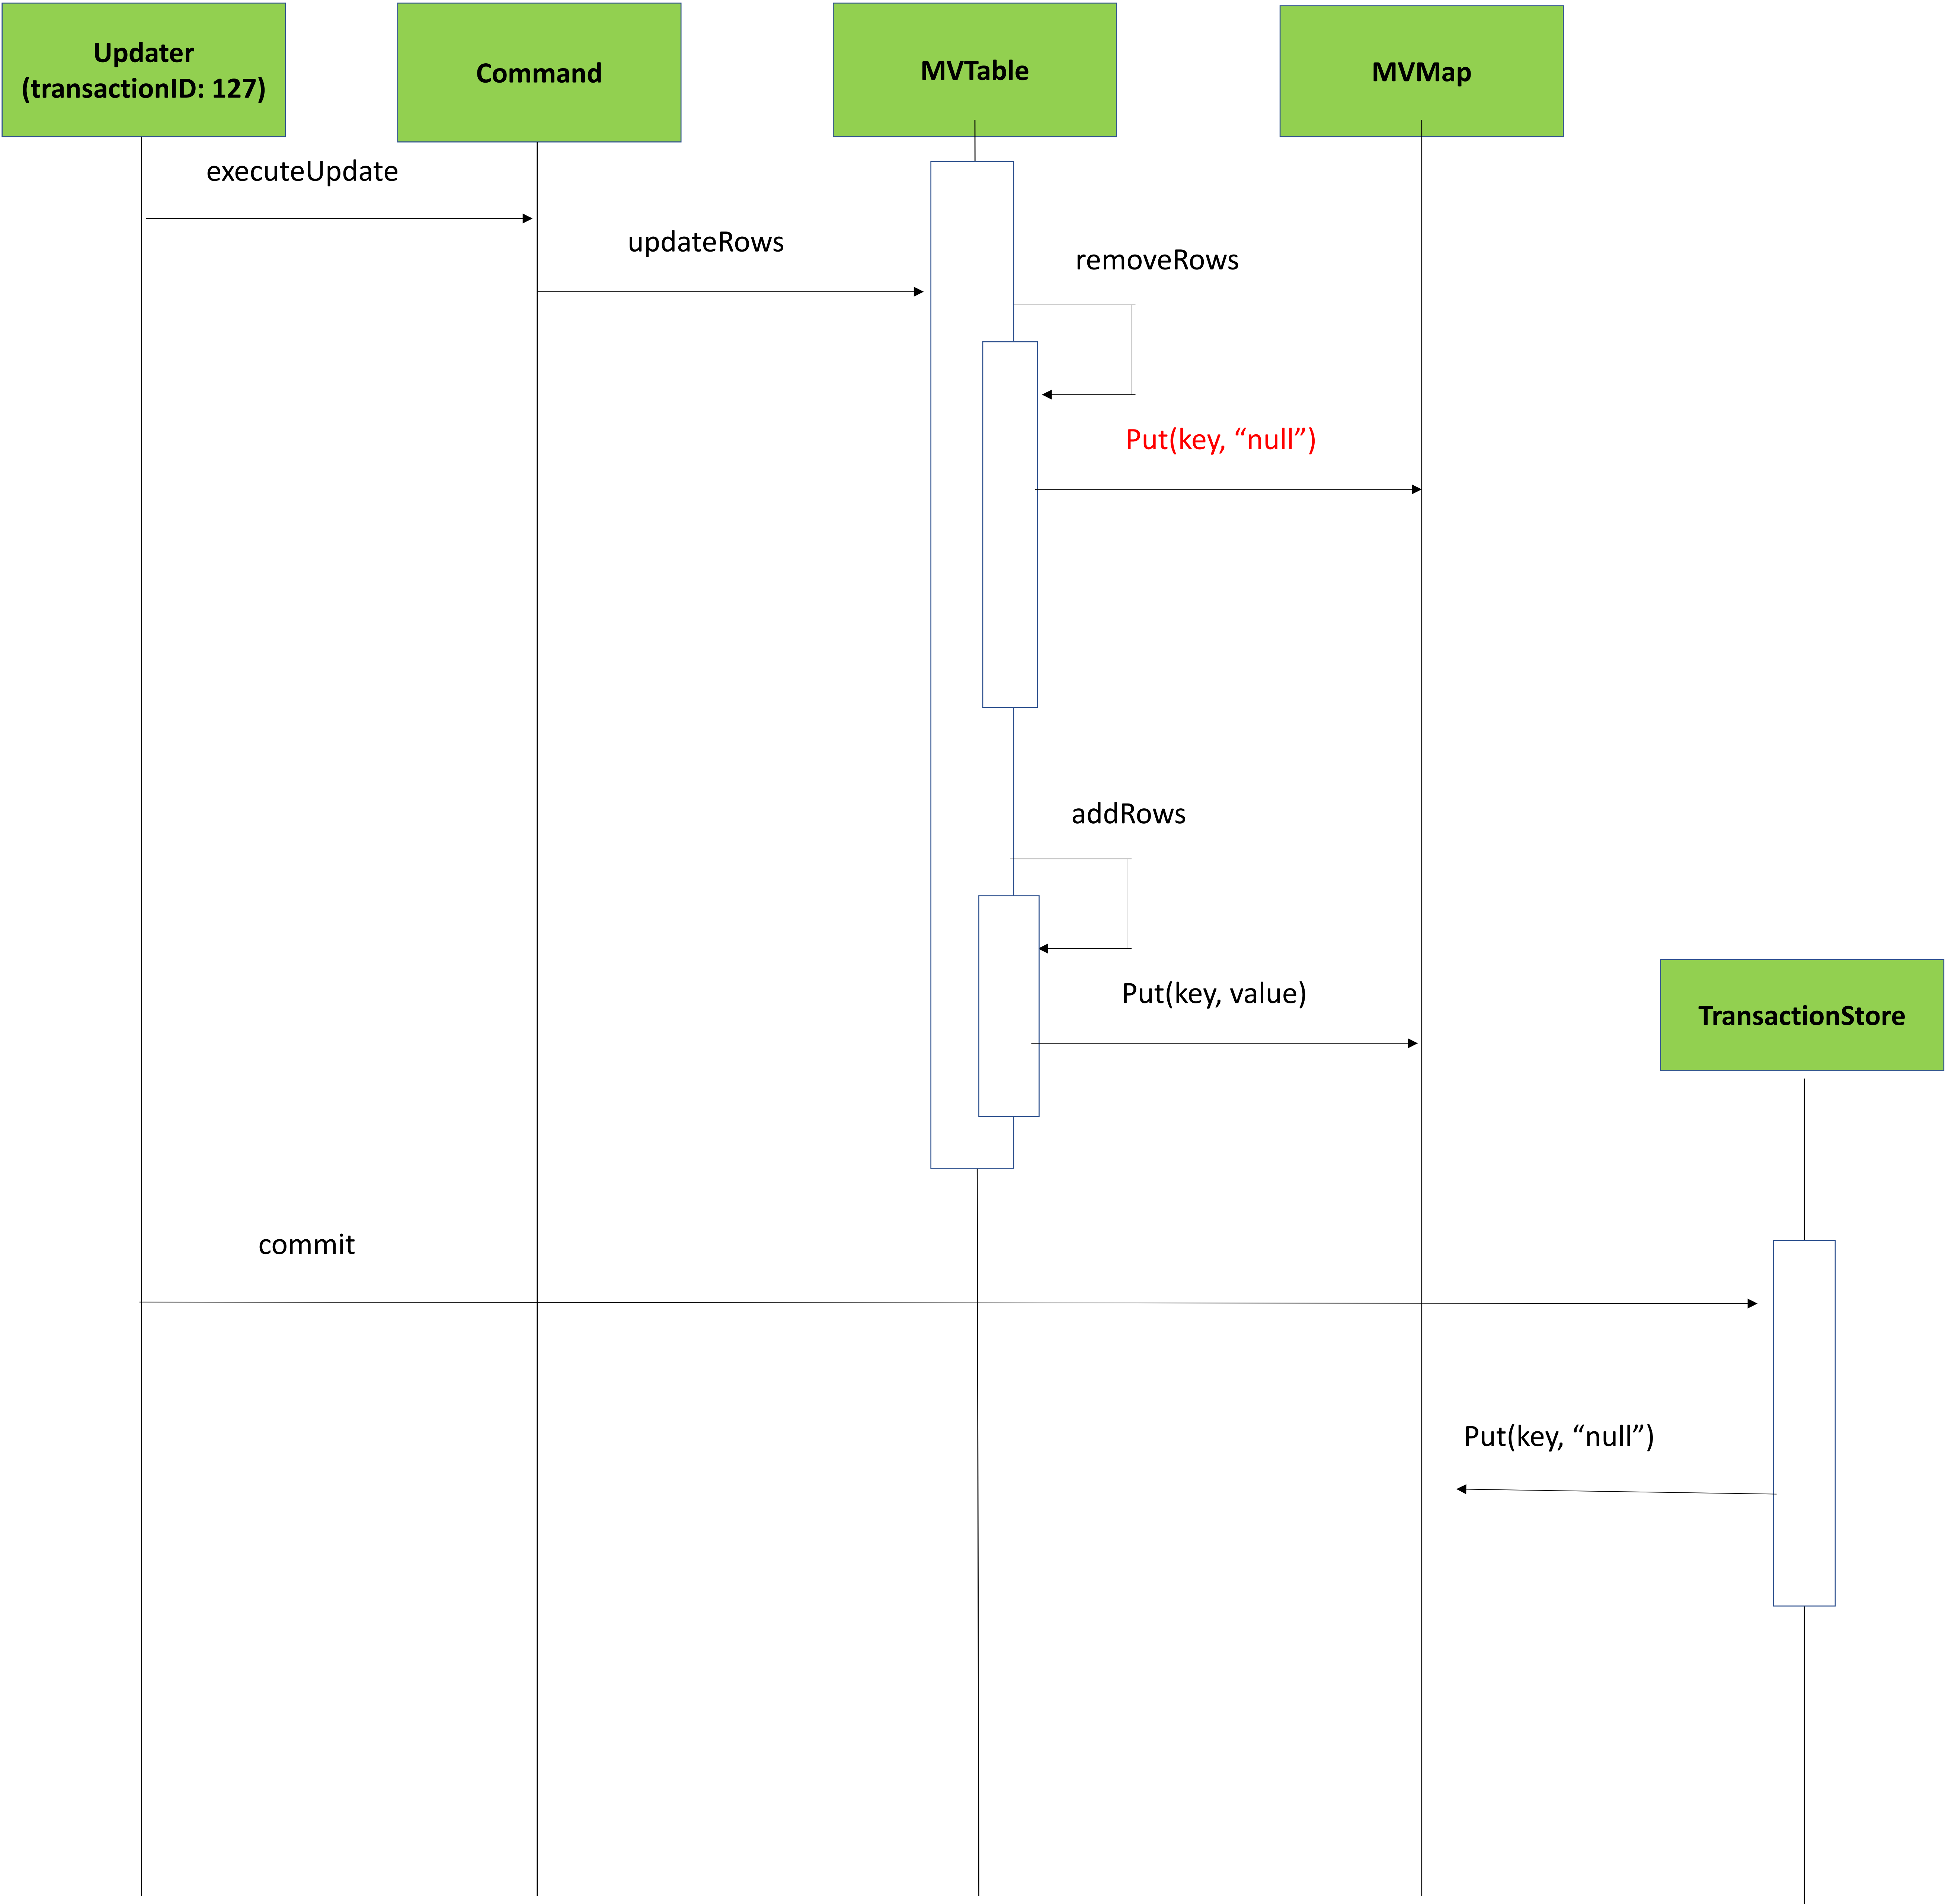 Updater
(transactionID: 127)
Command
MVTable
MVMap
executeUpdate
updateRows
removeRows
Put(key, “null”)
addRows
Put(key, value)
TransactionStore
commit
Put(key, “null”)